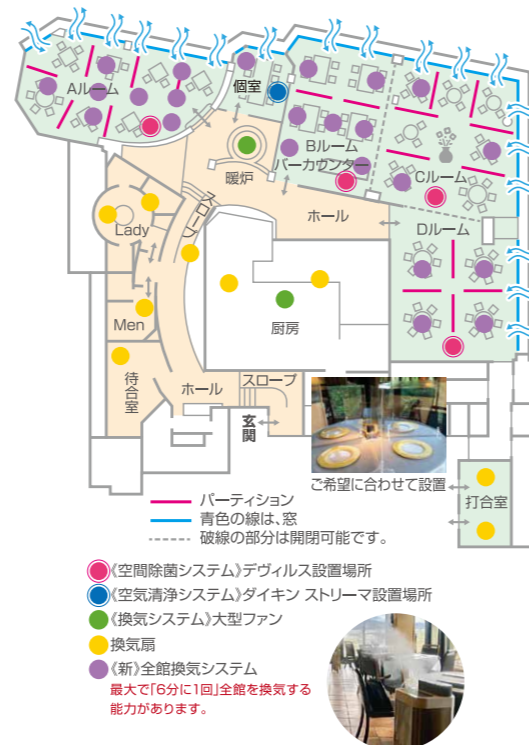 Aルーム
個室
Bルーム
バーカウンター
Cルーム
暖炉
スロープ
ホール
Lady
Dルーム
Men
厨房
待合室
ホール
スロープ
玄関
ご希望に合わせて設置
打合室
パーティション
青色の線は、窓
破線の部分は開閉可能です。
《空間除菌システム》デヴィルス設置場所
《空気清浄システム》ダイキン ストリーマ設置場所
《換気システム》大型ファン
換気扇
《新》全館換気システム
最大で「6分に1回」全館を換気する
能力があります。